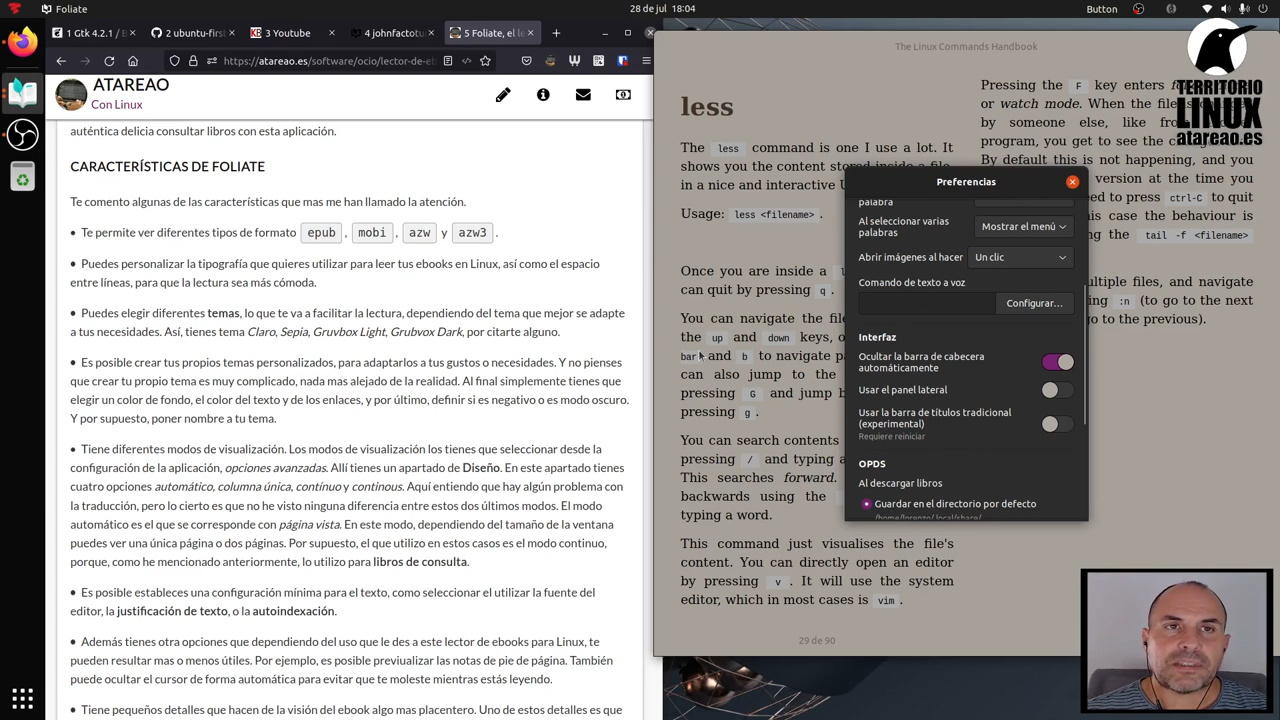 Foliate
28 de jul  18:04
Button
1 Gtk 4.2.1 / B
2 ubuntu-first
3 Youtube
4 johnfactotu
5 Foliate, el le
https://atareao.es/ocio/lector-de-eb
ATAREAO
Con Linux
auténtica delicia consultar libros con esta aplicación.
CARACTERÍSTICAS DE FOLIATE
Te comento algunas de las características que mas me han llamado la atención.
• Te permite ver diferentes tipos de formato epub , mobi , azw y azw3 .
• Puedes personalizar la tipografía que quieres utilizar para leer tus ebooks en Linux, así como el espacio
entre líneas, para que la lectura sea más cómoda.
• Puedes elegir diferentes temas, lo que te va a facilitar la lectura, dependiendo del tema que mejor se adapte
a tus necesidades. Así, tienes tema Claro, Sepia, Gruvbox Light, Grubvox Dark, por citarte alguno.
• Es posible crear tus propios temas personalizados, para adaptarlos a tus gustos o necesidades. Y no pienses
que crear tu propio tema es muy complicado, nada mas alejado de la realidad. Al final simplemente tienes que
elegir un color de fondo, el color del texto y de los enlaces, y por último, definir si es negativo o es modo oscuro.
Y por supuesto, poner nombre a tu tema.
• Tiene diferentes modos de visualización. Los modos de visualización los tienes que seleccionar desde la
configuración de la aplicación, opciones avanzadas. Allí tienes un apartado de Diseño. En este apartado tienes
cuatro opciones automático, columna única, contínuo y continous. Aquí entiendo que hay algún problema con
la traducción, pero lo cierto es que no he visto ninguna diferencia entre estos dos últimos modos. El modo
automático es el que se corresponde con página vista. En este modo, dependiendo del tamaño de la ventana
puedes ver una única página o dos páginas. Por supuesto, el que utilizo en estos casos es el modo continuo,
porque, como he mencionado anteriormente, lo utilizo para libros de consulta.
• Es posible estableces una configuración mínima para el texto, como seleccionar el utilizar la fuente del
editor, la justificación de texto, o la autoindexación.
• Además tienes otra opciones que dependiendo del uso que le des a este lector de ebooks para Linux, te
pueden resultar mas o menos útiles. Por ejemplo, es posible previualizar las notas de pie de página. También
puede ocultar el cursor de forma automática para evitar que te moleste mientras estás leyendo.
• Tiene pequeños detalles que hacen de la visión del ebook algo mas placentero. Uno de estos detalles es que
The Linux Commands Handbook
less
The less command is one I use a lot. It
shows you the content stored inside a file,
in a nice and interactive U
Usage: less <filename> .
Once you are inside a
can quit by pressing q .
You can navigate the file
the up and down keys, o
bar and b to navigate pa
can also jump to the
pressing G and jump b
pressing g .
You can search contents
pressing / and typing a
This searches forward.
backwards using the
typing a word.
This command just visualises the file's
content. You can directly open an editor
by pressing v . It will use the system
editor, which in most cases is vim .
Pressing the F key enters
or watch mode. When the file
by someone else, like fro
program, you get to see the
By default this is not happening, and you
version at the time you
ed to press ctrl-C to quit
his case the behaviour is
ng the tail -f <filename>
ultiple files, and navigate
ing :n (to go to the next
go to the previous).
29 de 90
Preferencias
palabra
Al seleccionar varias
palabras
Mostrar el menú
Abrir imágenes al hacer
Un clic
Comando de texto a voz
Configurar…
Interfaz
Ocultar la barra de cabecera
automáticamente
Usar el panel lateral
Usar la barra de títulos tradicional
(experimental)
Requiere reiniciar
OPDS
Al descargar libros
Guardar en el directorio por defecto
/home/lorenzo/.local/share/
TERRITORIO
LINUX
atareao.es